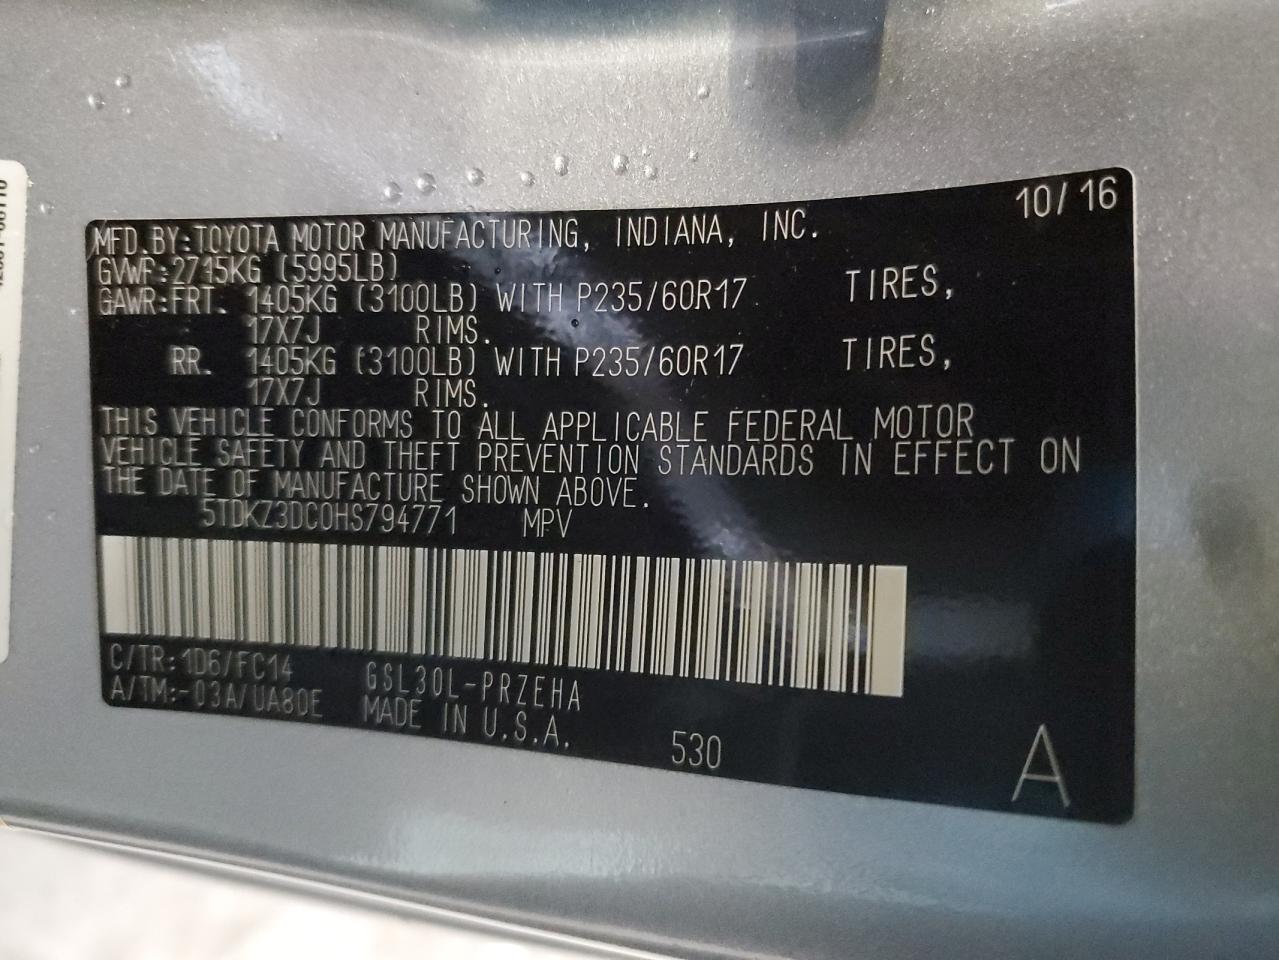 10/16
MFD.BY:TOYOTA MOTOR MANUFACTURING, INDIANA, INC.
GVWR:2715KG (5995LB)
GAWR:FRT. 1405KG (3100LB) WITH P235/60R17 TIRES,
17X7J RIMS.
RR. 1405KG (3100LB) WITH P235/60R17 TIRES,
17X7J RIMS.
THIS VEHICLE CONFORMS TO ALL APPLICABLE FEDERAL MOTOR
VEHICLE SAFETY AND THEFT PREVENTION STANDARDS IN EFFECT ON
THE DATE OF MANUFACTURE SHOWN ABOVE.
5TDKZ3DC0HS794771 MPV
C/TR:1D6/FC14 GSL30L-PRZEHA
A/TM:-03A/UA80E MADE IN U.S.A.
530
A